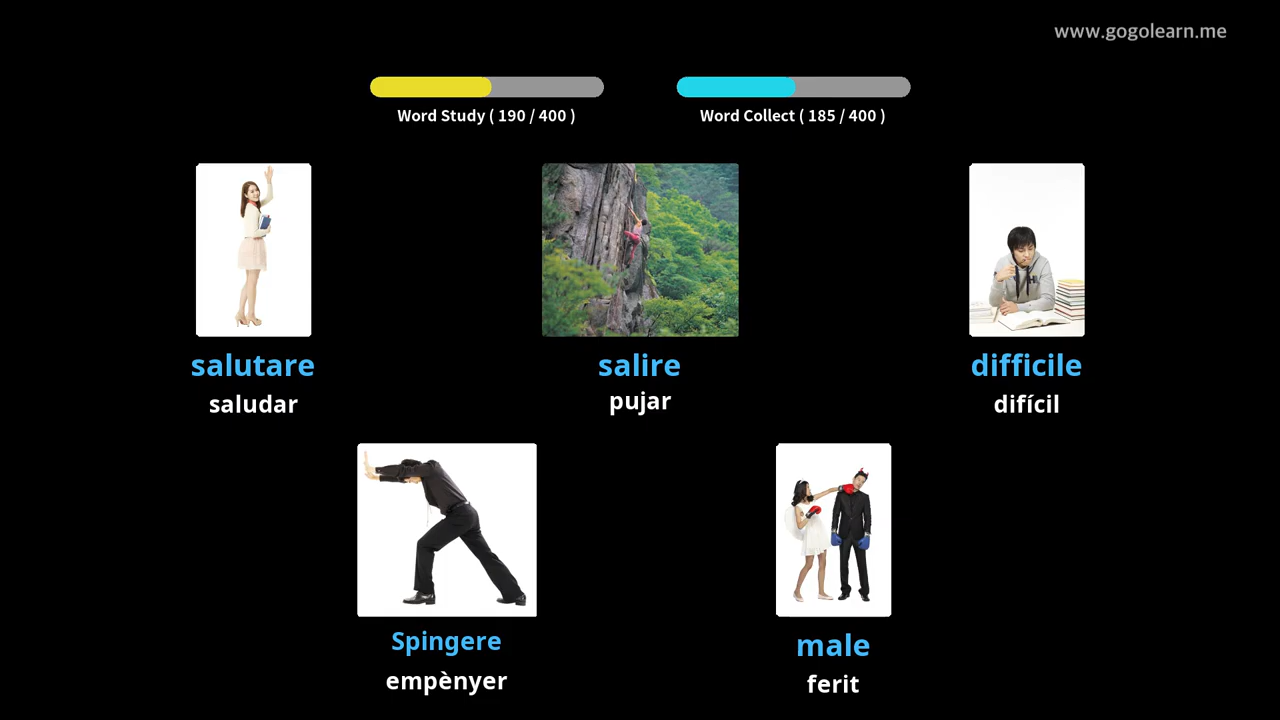 www.gogolearn.me
Word Study ( 190 / 400 )
Word Collect ( 185 / 400 )
salutare
saludar
salire
pujar
difficile
difícil
Spingere
empènyer
male
ferit